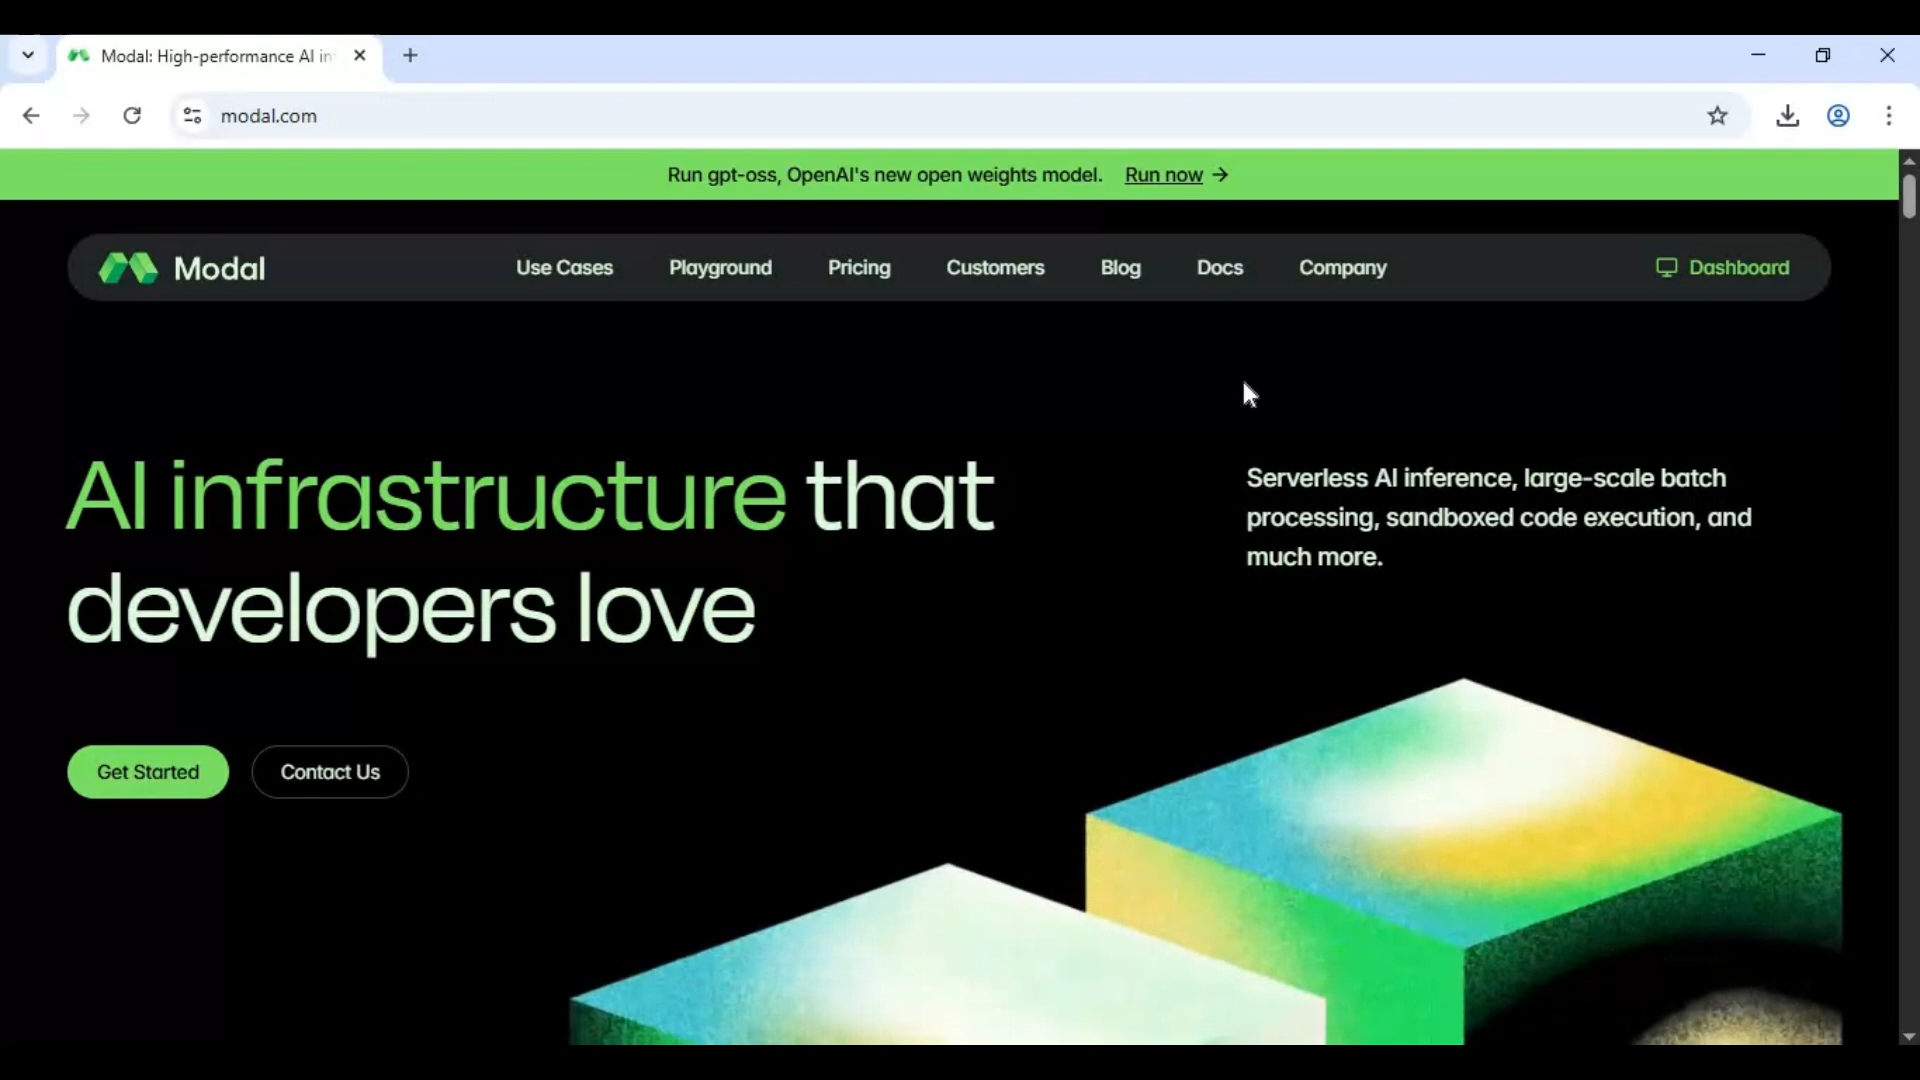 Modal: High-performance AI in
modal.com
Run gpt-oss, OpenAI's new open weights model. Run now →
Modal
Use Cases
Playground
Pricing
Customers
Blog
Docs
Company
Dashboard
AI infrastructure that
developers love
Serverless AI inference, large-scale batch
processing, sandboxed code execution, and
much more.
Get Started
Contact Us